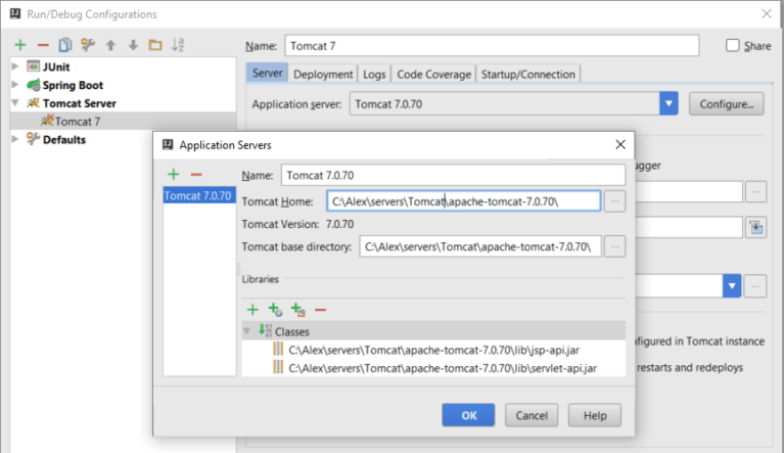 Run/Debug Configurations
Name: Tomcat 7
Share
JUnit
Spring Boot
Tomcat Server
Tomcat 7
Defaults
Server Deployment Logs Code Coverage Startup/Connection
Application server: Tomcat 7.0.70 Configure...
Application Servers
Tomcat 7.0.70
Name: Tomcat 7.0.70
Tomcat Home: C:\Alex\servers\Tomcat\apache-tomcat-7.0.70\
Tomcat Version: 7.0.70
Tomcat base directory: C:\Alex\servers\Tomcat\apache-tomcat-7.0.70\
Libraries
Classes
C:\Alex\servers\Tomcat\apache-tomcat-7.0.70\lib\jsp-api.jar
C:\Alex\servers\Tomcat\apache-tomcat-7.0.70\lib\servlet-api.jar
OK Cancel Help
ugger
nfigured in Tomcat instance
restarts and redeploys